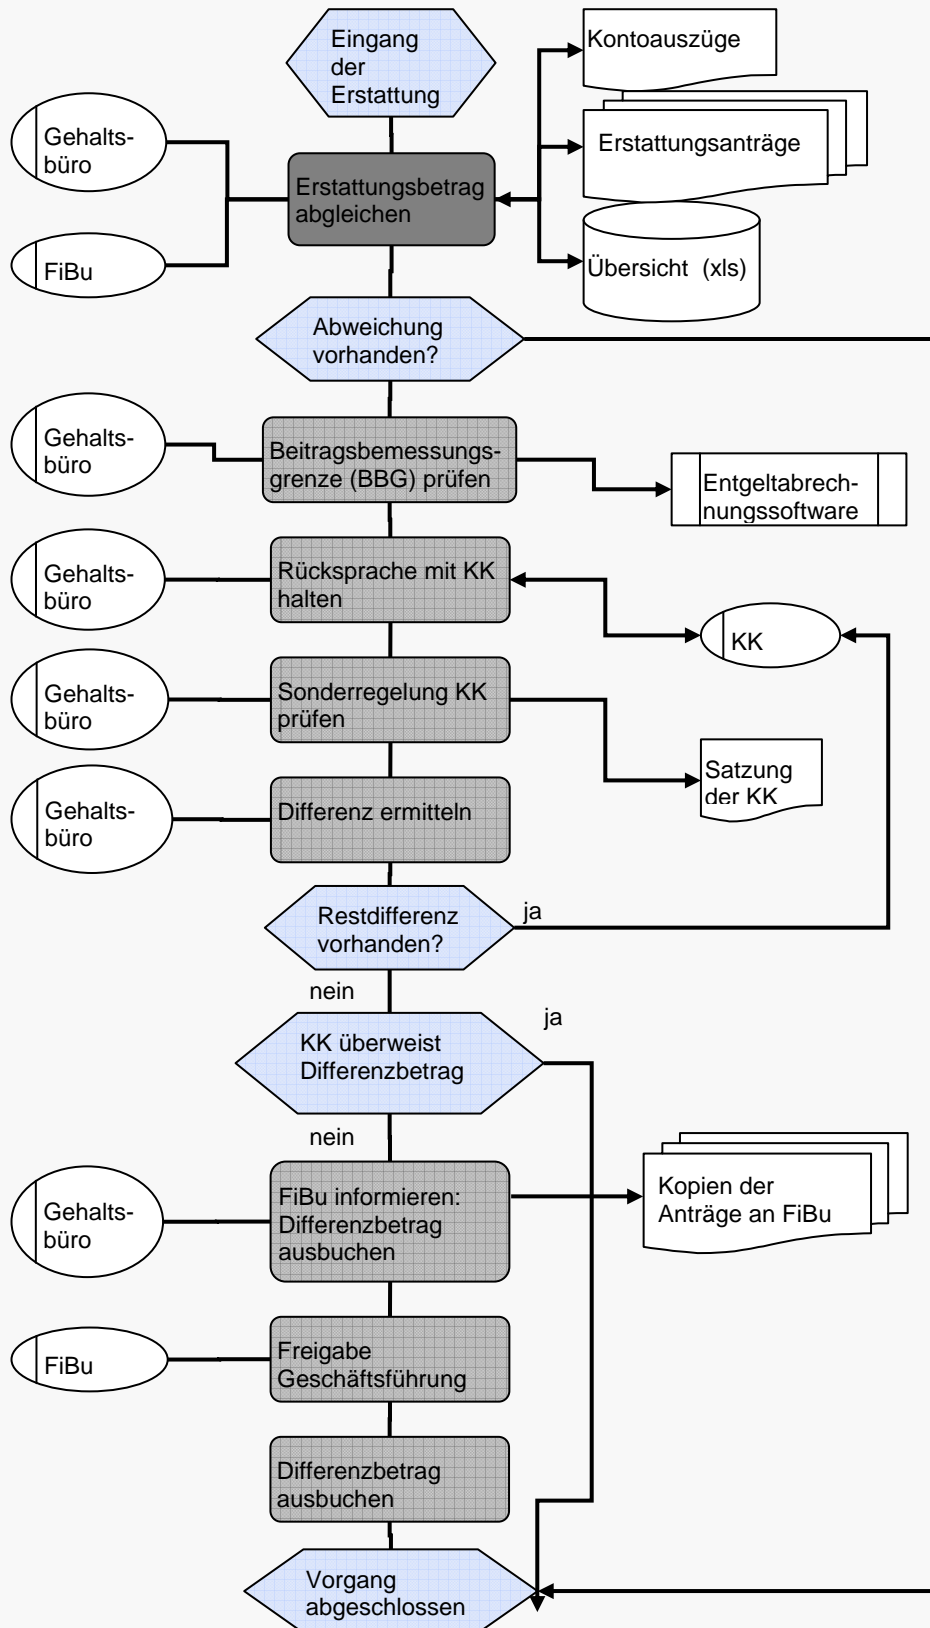 Eingang
der
Erstattung
Kontoauszüge
Gehalts-
büro
Erstattungsanträge
Erstattungsbetrag
abgleichen
FiBu
Übersicht (xls)
Abweichung
vorhanden?
Gehalts-
büro
Beitragsbemessungs-
grenze (BBG) prüfen
Entgeltabrech-
nungssoftware
Gehalts-
büro
Rücksprache mit KK
halten
KK
Gehalts-
büro
Sonderregelung KK
prüfen
Satzung
der KK
Gehalts-
büro
Differenz ermitteln
Restdifferenz
vorhanden?
ja
nein
KK überweist
Differenzbetrag
ja
nein
Gehalts-
büro
FiBu informieren:
Differenzbetrag
ausbuchen
Kopien der
Anträge an FiBu
FiBu
Freigabe
Geschäftsführung
Differenzbetrag
ausbuchen
Vorgang
abgeschlossen